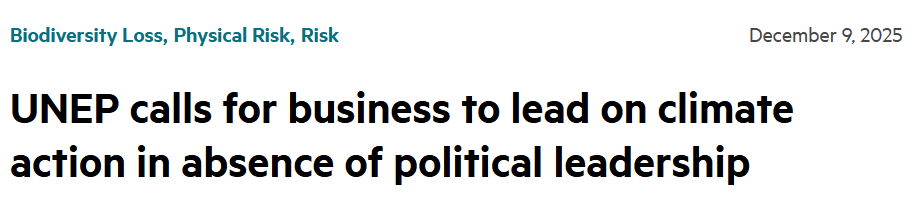 Biodiversity Loss, Physical Risk, Risk
December 9, 2025
UNEP calls for business to lead on climate
action in absence of political leadership